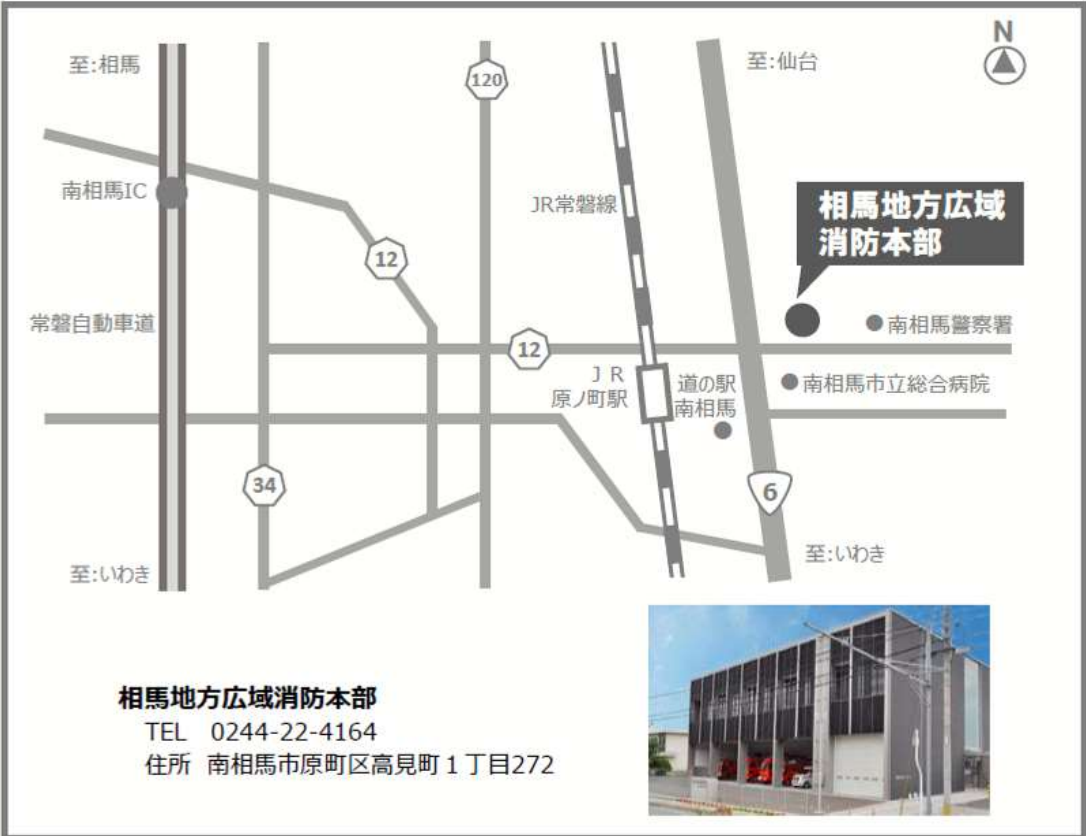 N
至:相馬
120
至:仙台
南相馬IC
JR常磐線
相馬地方広域
消防本部
12
常磐自動車道
南相馬警察署
12
ＪＲ
原ノ町駅
道の駅
南相馬
南相馬市立総合病院
34
6
至:いわき
至:いわき
相馬地方広域消防本部
TEL 0244-22-4164
住所 南相馬市原町区高見町１丁目272